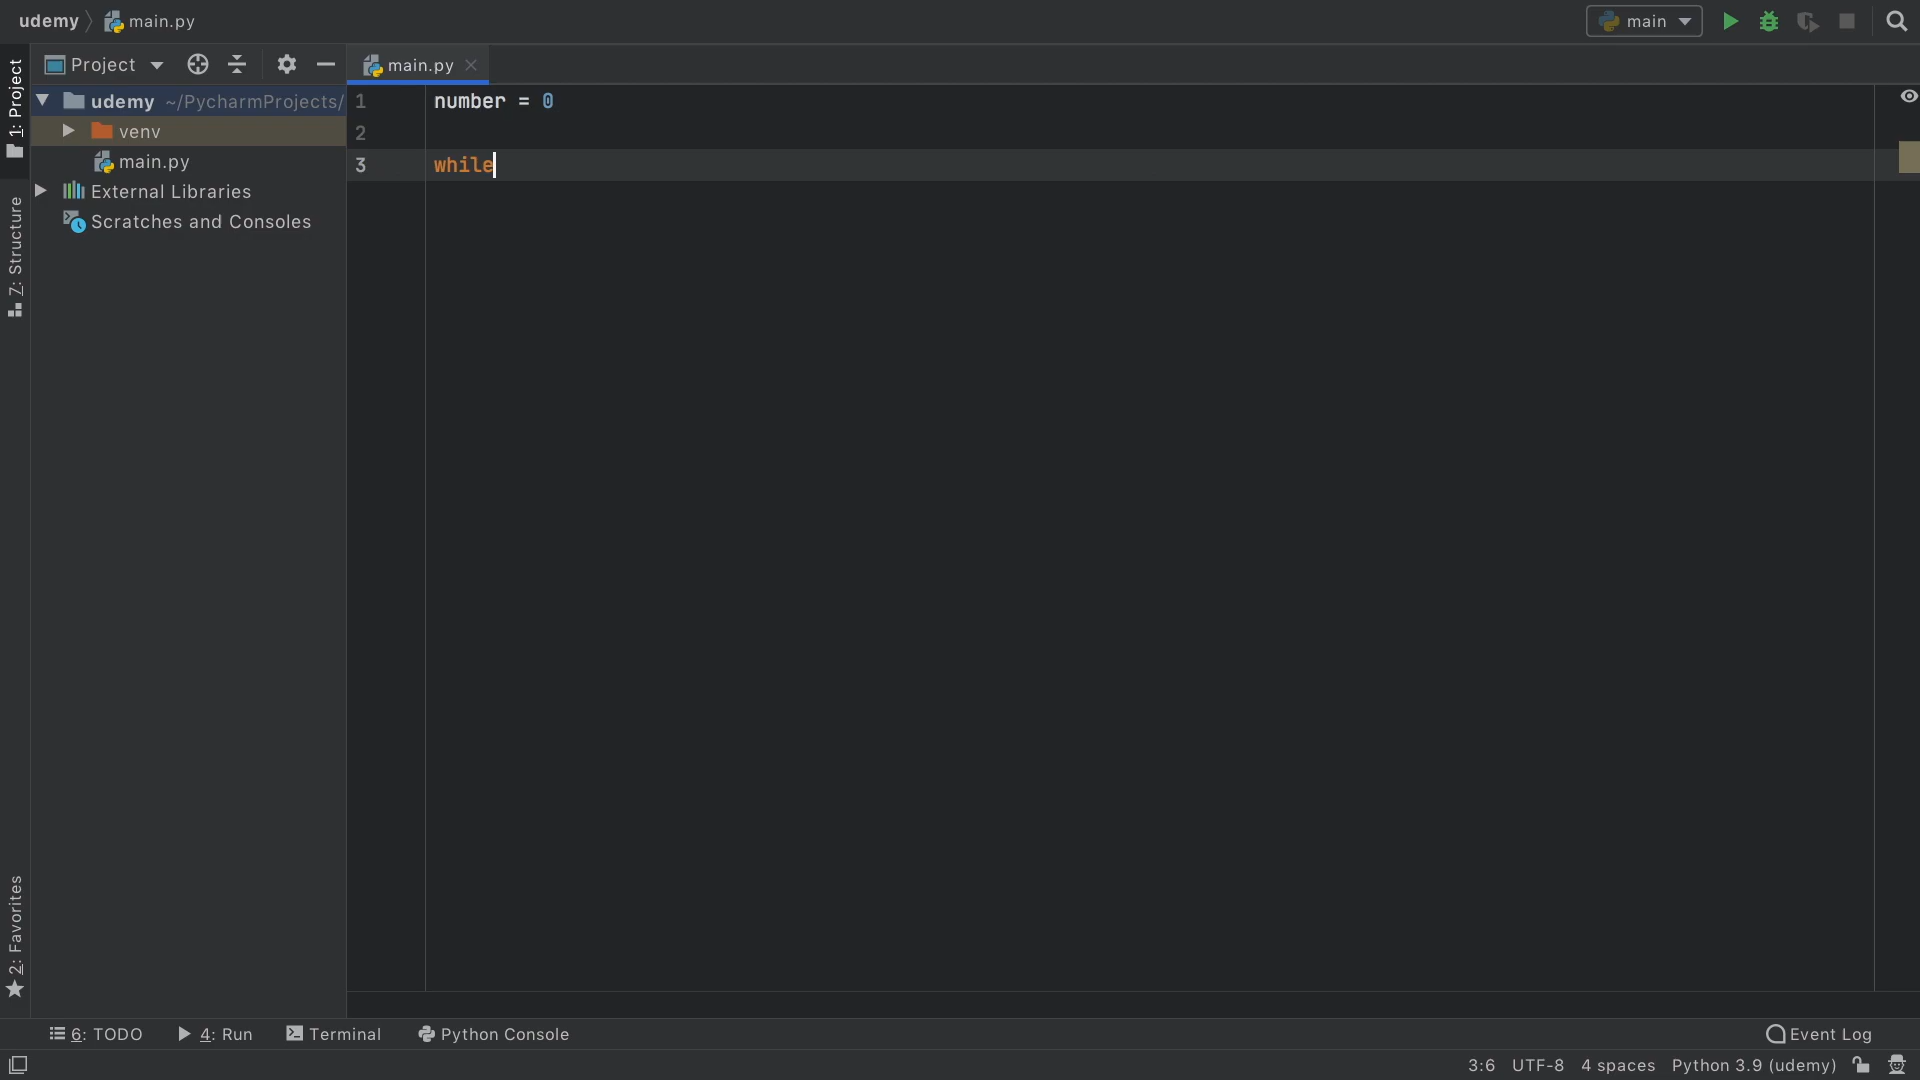 udemy main.py
main
1: Project
Project
main.py
udemy ~/PycharmProjects/
venv
main.py
External Libraries
Scratches and Consoles
7: Structure
2: Favorites
1 number = 0
2
3 while
6: TODO
4: Run
Terminal
Python Console
Event Log
3:6 UTF-8 4 spaces Python 3.9 (udemy)